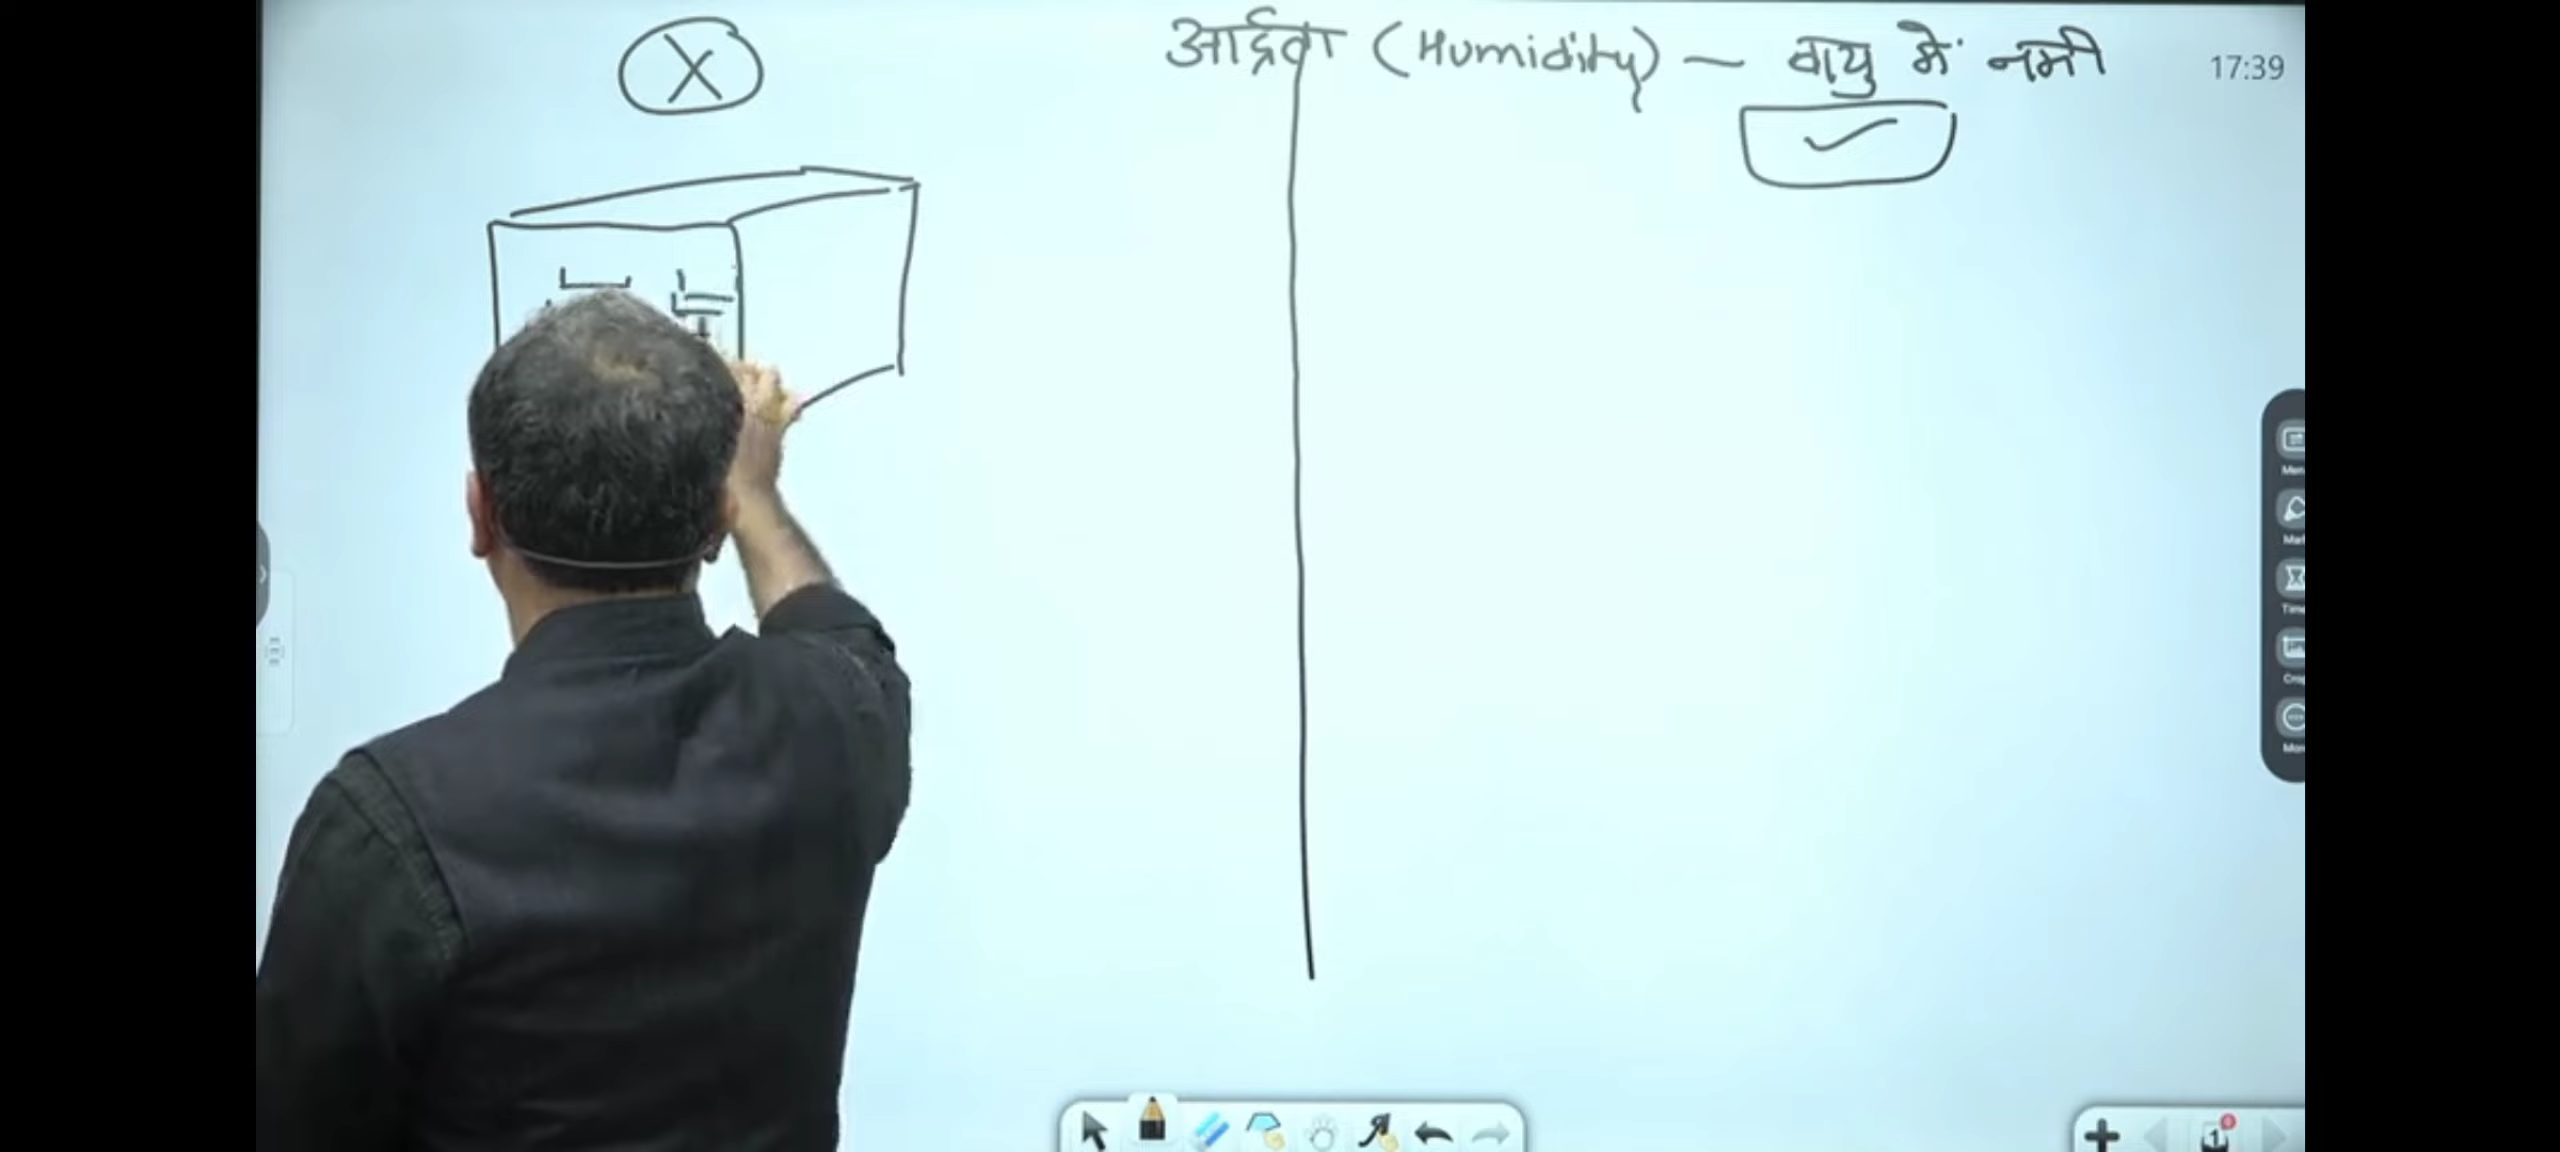 X
आर्द्रता (Humidity) — वायु में नमी
17:39